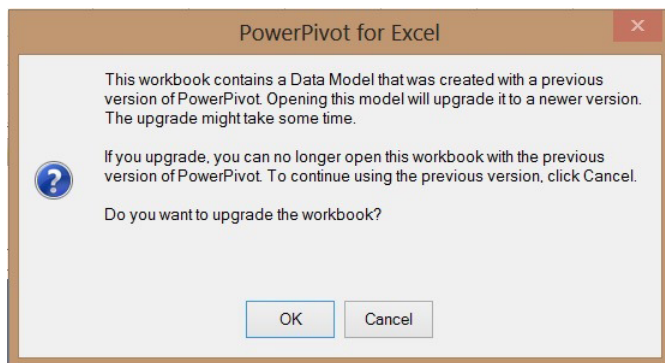 PowerPivot for Excel
This workbook contains a Data Model that was created with a previous
version of PowerPivot. Opening this model will upgrade it to a newer version.
The upgrade might take some time.
If you upgrade, you can no longer open this workbook with the previous
version of PowerPivot. To continue using the previous version, click Cancel.
Do you want to upgrade the workbook?
OK
Cancel